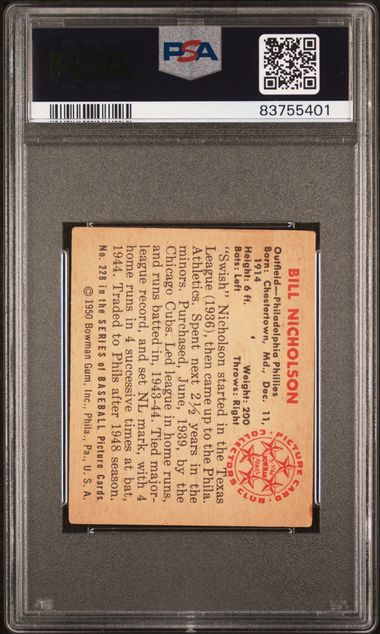 PSA
PSA
83755401
BILL NICHOLSON
Outfield—Philadelphia Phillies
Born: Chestertown, Md., Dec. 11,
1914
Height: 6 ft. Weight: 200
Bats: Left Throws: Right
PICTURE CARD
COLLECTORS CLUB
"Swish" Nicholson started in the Texas
League (1936), then came up to the Phila.
Athletics. Spent next 2½ years in the
minors. Purchased, June, 1939, by the
Chicago Cubs. Led league in home runs,
and runs batted in, 1943-44. Tied major-
league record, and set NL mark, with 4
home runs in 4 successive times at bat,
1944. Traded to Phils after 1948 season.
No. 228 in the SERIES of BASEBALL Picture Cards
©1950 Bowman Gum, Inc., Phila., Pa., U. S. A.